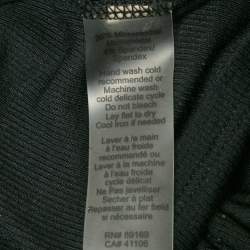 Spandex
Hand wash cold
recommended or
Machine wash
cold delicate cycle
Do not bleach
Lay flat to dry
Cool iron if needed
Laver à la main
à l'eau froide
recommandé ou
Laver à la machine
à l'eau froide
cycle délicat
Ne Pas javelliser
Sécher à plat
Repasser au fer tiède
si nécessaire
RN# 59169
CA# 41106